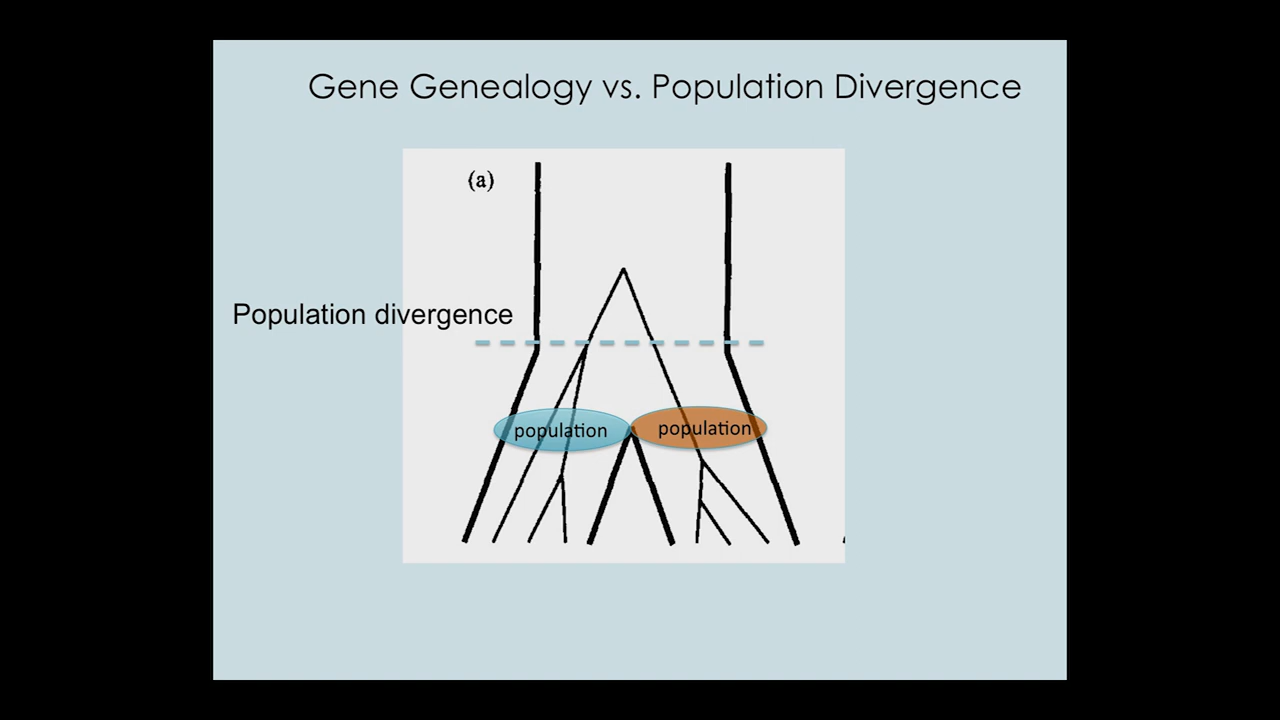 Gene Genealogy vs. Population Divergence
(a)
Population divergence
population
population